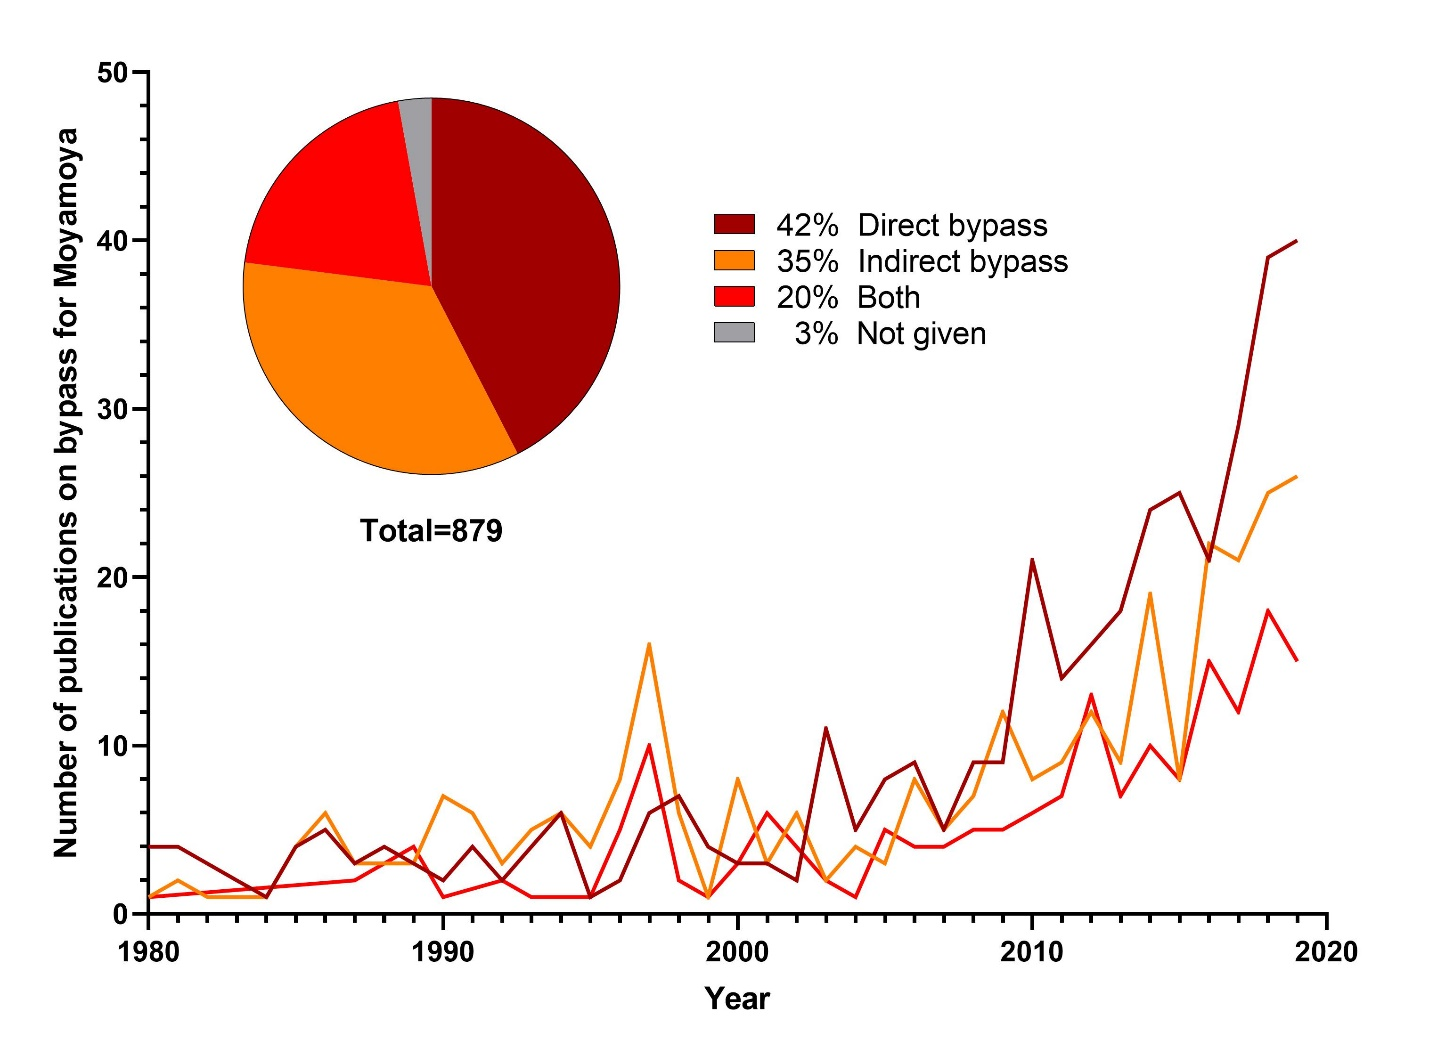 Number of publications on bypass for Moyamoya
50
40
30
20
10
0
42% Direct bypass
35% Indirect bypass
20% Both
3% Not given
Total=879
1980 1990 2000 2010 2020
Year